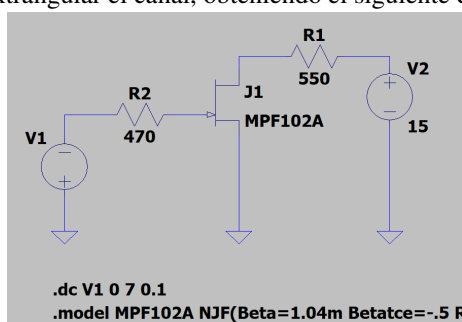 R1
550
V2
15
R2
470
J1
MPF102A
V1
.dc V1 0 7 0.1
.model MPF102A NJF(Beta=1.04m Betatce=-.5